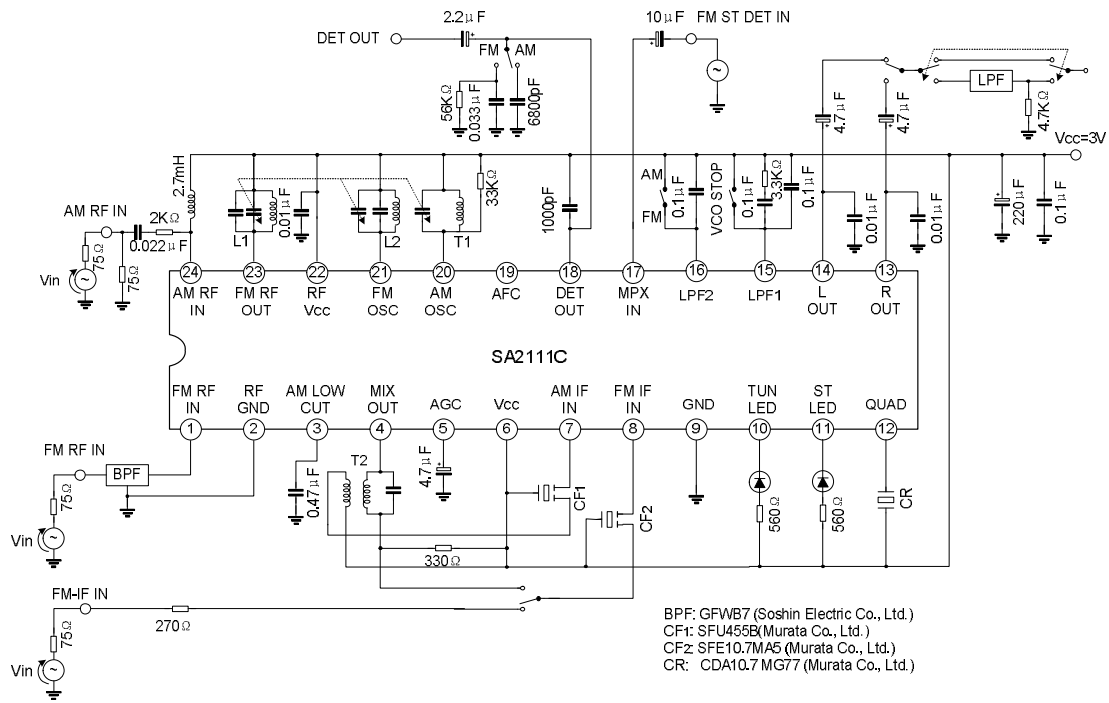 2.2μF
10μF FM ST DET IN
DET OUT
FM AM
56KΩ
0.033μF
6800pF
4.7μF
4.7μF
LPF
4.7KΩ
Vcc=3V
2.7mH
AM RF IN
2KΩ
0.022μF
75Ω
Vin
75Ω
L1
0.01μF
L2
T1
33KΩ
1000pF
AM
FM
0.1μF
VCO STOP
0.1μF
3.3KΩ
0.1μF
0.01μF
0.01μF
220μF
0.1μF
24 23 22 21 20 19 18 17 16 15 14 13
AM RF IN
FM RF OUT
RF Vcc
FM OSC
AM OSC
AFC
DET OUT
MPX IN
LPF2
LPF1
L OUT
R OUT
SA2111C
FM RF IN
RF GND
AM LOW CUT
MIX OUT
AGC
Vcc
AM IF IN
FM IF IN
GND
TUN LED
ST LED
QUAD
1 2 3 4 5 6 7 8 9 10 11 12
FM RF IN
BPF
75Ω
Vin
0.47μF
T2
4.7μF
CF1
CF2
560Ω
560Ω
CR
330Ω
FM-IF IN
75Ω
270Ω
Vin
BPF: GFWB7 (Soshin Electric Co., Ltd.)
CF1: SFU455B(Murata Co., Ltd.)
CF2: SFE10.7MA5 (Murata Co., Ltd.)
CR: CDA10.7 MG77 (Murata Co., Ltd.)